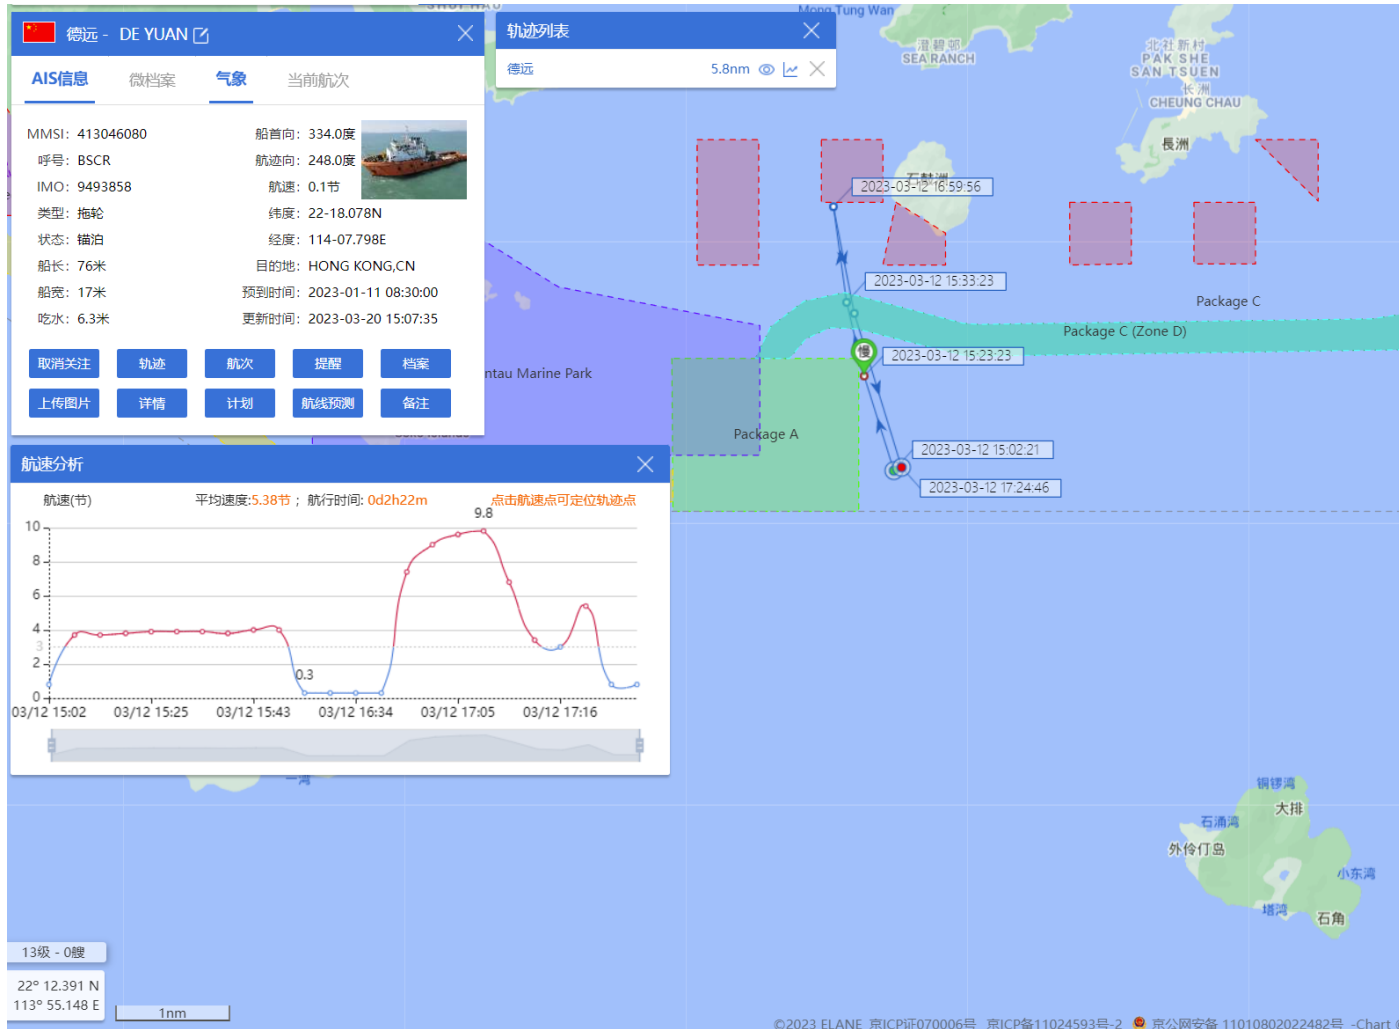 德远 - DE YUAN
AIS信息 微档案 气象 当前航次
MMSI: 413046080 船首向: 334.0度
呼号: BSCR 航迹向: 248.0度
IMO: 9493858 航速: 0.1节
类型: 拖轮 纬度: 22-18.078N
状态: 锚泊 经度: 114-07.798E
船长: 76米 目的地: HONG KONG,CN
船宽: 17米 预到时间: 2023-01-11 08:30:00
吃水: 6.3米 更新时间: 2023-03-20 15:07:35
取消关注 轨迹 航次 提醒 档案
上传图片 详情 计划 航线预测 备注
轨迹列表
德远 5.8nm
Mong Tung Wan
澄碧邨
SEA RANCH
北社新村
PAK SHE
SAN TSUEN
长洲
CHEUNG CHAU
長洲
石鼓洲
2023-03-12 16:59:56
2023-03-12 15:33:23
Package C
Package C (Zone D)
慢
2023-03-12 15:23:23
ntau Marine Park
Package A
2023-03-12 15:02:21
2023-03-12 17:24:46
航速分析
航速(节) 平均速度:5.38节 ; 航行时间: 0d2h22m 点击航速点可定位轨迹点
9.8
10
8
6
4
3
2
0.3
0
03/12 15:02 03/12 15:25 03/12 15:43 03/12 16:34 03/12 17:05 03/12 17:16
一湾
铜锣湾
大排
石涌湾
外伶仃岛
小东湾
塔湾
石角
13级 - 0艘
22° 12.391 N
113° 55.148 E
1nm
©2023 ELANE 京ICP证070006号 京ICP备11024593号-2 京公网安备 11010802022482号 -Chart